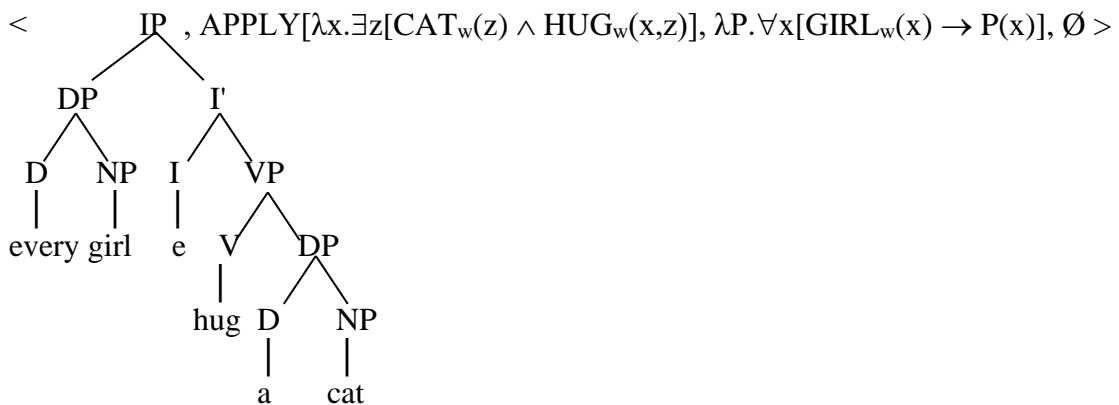 < IP , APPLY[λx.∃z[CATw(z) ∧ HUGw(x,z)], λP.∀x[GIRLw(x) → P(x)], Ø >
DP I'
D NP I VP
every girl e V DP
hug D NP
a cat